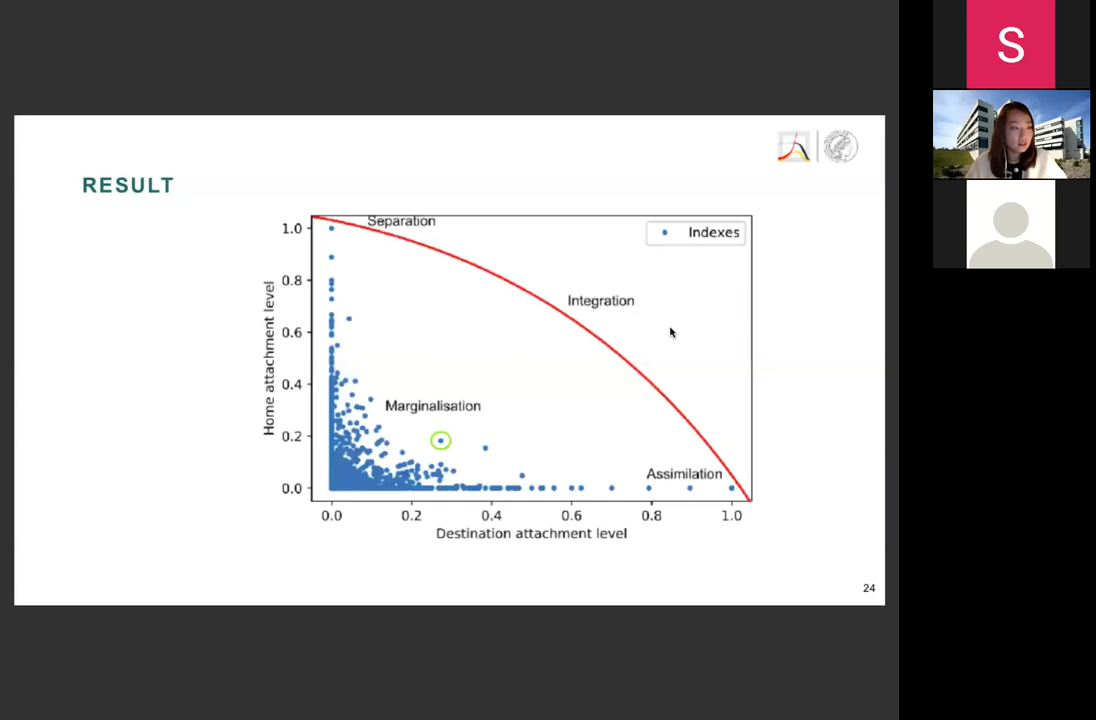 S
RESULT
Separation
Indexes
Integration
Marginalisation
Assimilation
Home attachment level
1.0
0.8
0.6
0.4
0.2
0.0
0.0 0.2 0.4 0.6 0.8 1.0
Destination attachment level
24